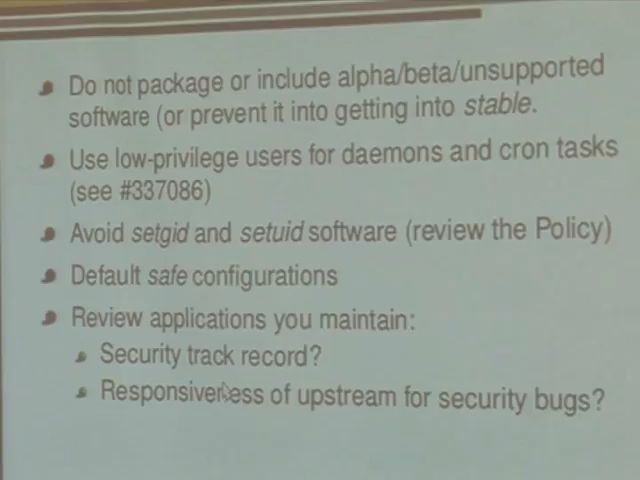 Do not package or include alpha/beta/unsupported
software (or prevent it into getting into stable.
Use low-privilege users for daemons and cron tasks
(see #337086)
Avoid setgid and setuid software (review the Policy)
Default safe configurations
Review applications you maintain:
Security track record?
Responsiveness of upstream for security bugs?